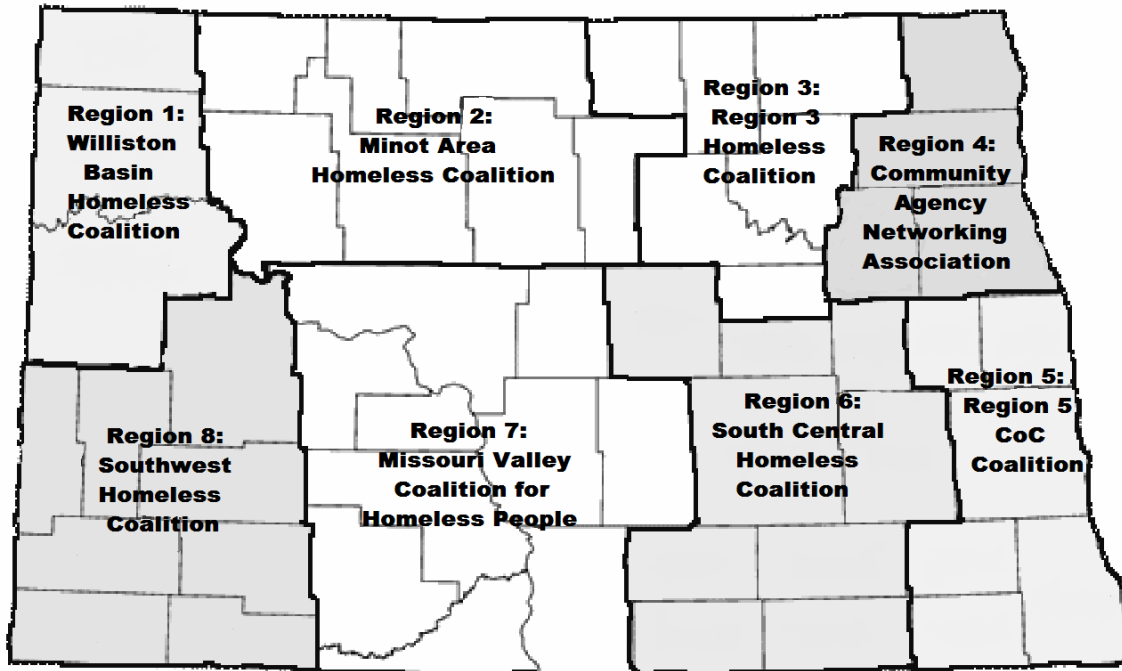 Region 1:
Williston
Basin
Homeless
Coalition
Region 2:
Minot Area
Homeless Coalition
Region 3:
Region 3
Homeless
Coalition
Region 4:
Community
Agency
Networking
Association
Region 5:
Region 5
CoC
Coalition
Region 6:
South Central
Homeless
Coalition
Region 7:
Missouri Valley
Coalition for
Homeless People
Region 8:
Southwest
Homeless
Coalition